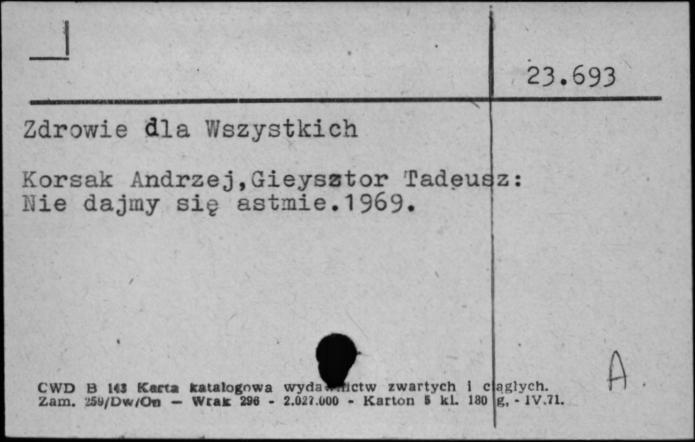 23.693
Zdrowie dla Wszystkich
Korsak Andrzej,Gieysztor Tadeusz:
Nie dajmy się astmie.1969.
A.
CWD B 143 Karta katalogowa wydawnictw zwartych i ciągłych.
Zam. 259/Dw/On — Wrak 296 - 2.027.000 - Karton 5 kl. 180 g, - IV.71.